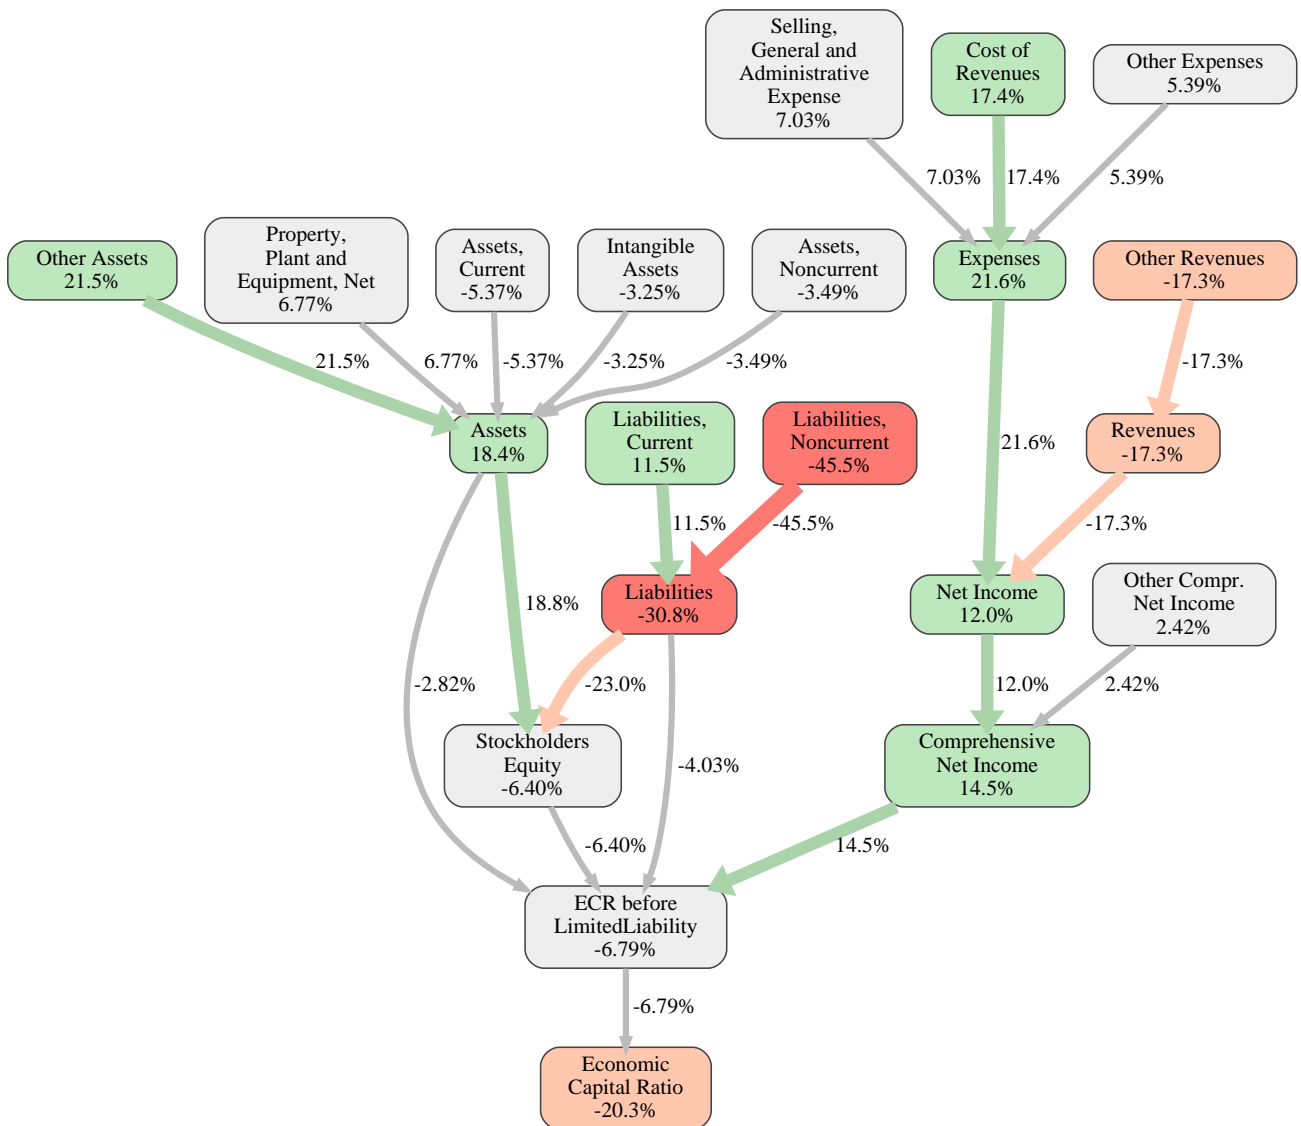 Selling,
General and
Administrative
Expense
7.03%
Cost of
Revenues
17.4%
Other Expenses
5.39%
7.03%
17.4%
5.39%
Other Assets
21.5%
Property,
Plant and
Equipment, Net
6.77%
Assets,
Current
-5.37%
Intangible
Assets
-3.25%
Assets,
Noncurrent
-3.49%
Expenses
21.6%
Other Revenues
-17.3%
21.5%
6.77%
-5.37%
-3.25%
-3.49%
-17.3%
Assets
18.4%
Liabilities,
Current
11.5%
Liabilities,
Noncurrent
-45.5%
21.6%
Revenues
-17.3%
11.5%
-45.5%
-17.3%
18.8%
Liabilities
-30.8%
Net Income
12.0%
Other Compr.
Net Income
2.42%
-2.82%
-23.0%
12.0%
2.42%
Stockholders
Equity
-6.40%
-4.03%
Comprehensive
Net Income
14.5%
-6.40%
14.5%
ECR before
LimitedLiability
-6.79%
-6.79%
Economic
Capital Ratio
-20.3%